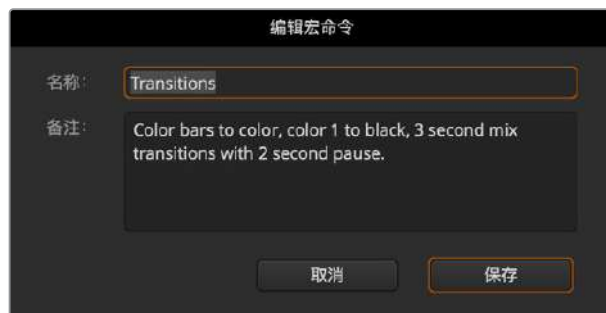 编辑宏命令
名称:
Transitions
备注:
Color bars to color, color 1 to black, 3 second mix
transitions with 2 second pause.
取消
保存